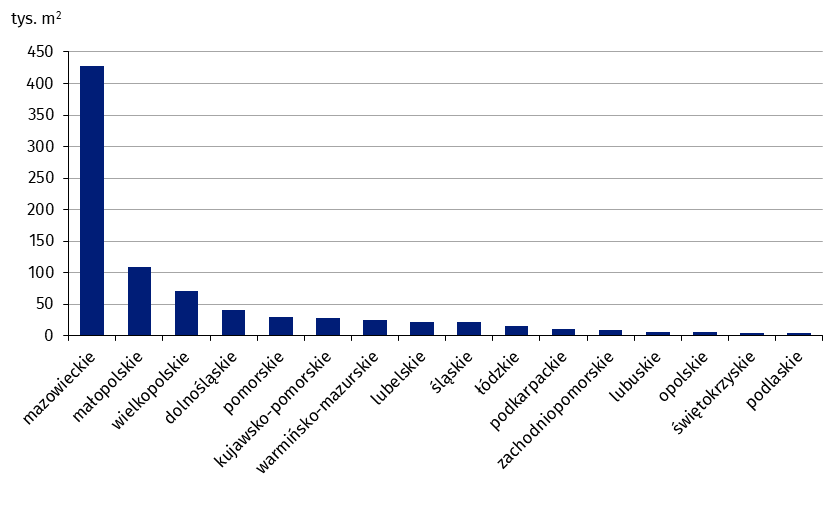 tys. m²
450
400
350
300
250
200
150
100
50
0
mazowieckie
małopolskie
wielkopolskie
dolnośląskie
pomorskie
kujawsko-pomorskie
warmińsko-mazurskie
lubelskie
śląskie
łódzkie
podkarpackie
zachodniopomorskie
lubuskie
opolskie
świętokrzyskie
podlaskie